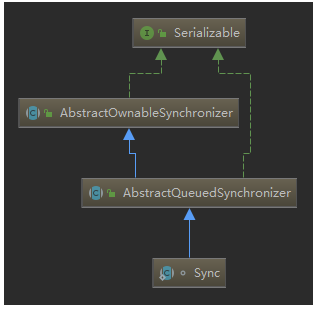 I Serializable
C AbstractOwnableSynchronizer
C AbstractQueuedSynchronizer
C Sync